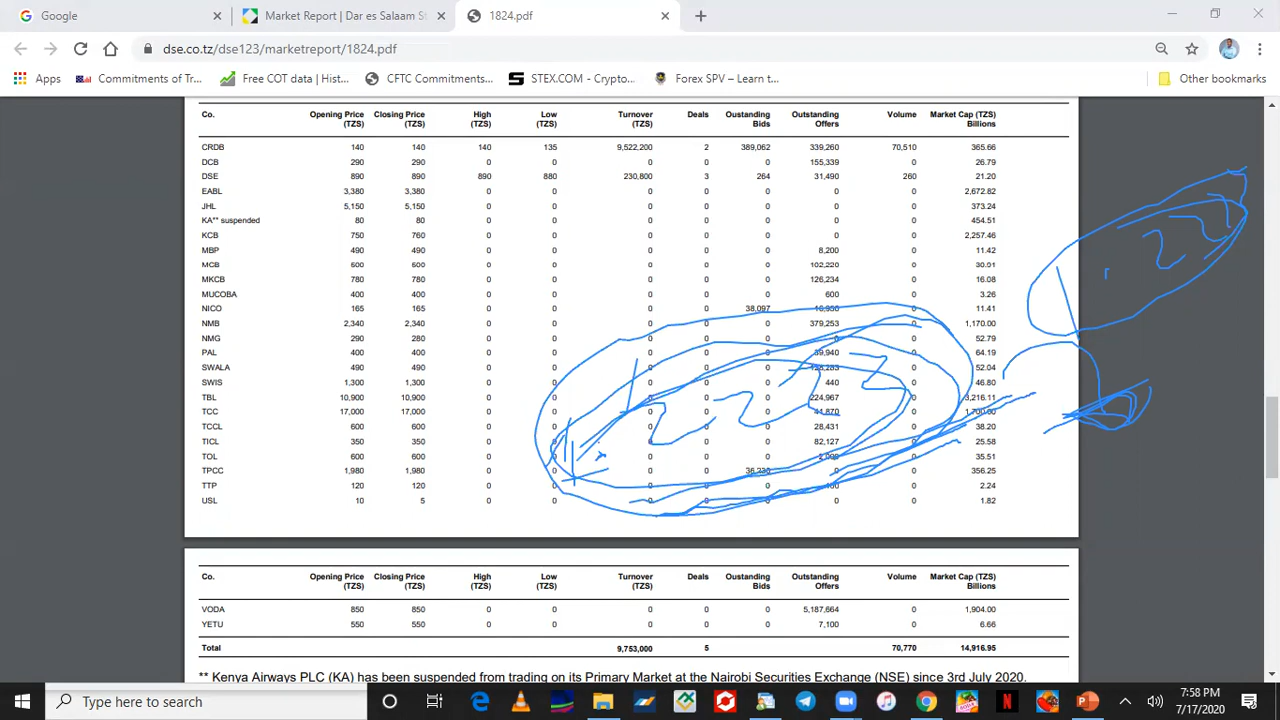 Google
Market Report | Dar es Salaam St
1824.pdf
dse.co.tz/dse123/marketreport/1824.pdf
Apps Commitments of Tr... Free COT data | Hist... CFTC Commitments... STEX.COM - Crypto... Forex SPY – Learn t... Other bookmarks
Co. Opening Price (TZS) Closing Price (TZS) High (TZS) Low (TZS) Turnover (TZS) Deals Oustanding Bids Oustanding Offers Volume Market Cap (TZS) Billions
CRDB 140 140 140 135 9,522,200 2 389,062 339,260 70,510 365.66
DCB 290 290 0 0 0 0 0 155,339 0 26.79
DSE 890 890 890 880 230,800 3 264 31,490 260 21.20
EABL 3,380 3,380 0 0 0 0 0 0 0 2,672.82
JHL 5,150 5,150 0 0 0 0 0 0 0 373.24
KA** suspended 80 80 0 0 0 0 0 0 0 454.51
KCB 750 760 0 0 0 0 0 0 0 2,257.46
MBP 490 490 0 0 0 0 0 8,200 0 11.42
MCB 600 600 0 0 0 0 0 102,220 0 30.91
MKCB 780 780 0 0 0 0 0 126,234 0 16.08
MUCOBA 400 400 0 0 0 0 0 600 0 3.26
NICO 165 165 0 0 0 0 38,097 0 11.41
NMB 2,340 2,340 0 0 0 0 0 379,253 0 1,170.00
NMG 290 280 0 0 0 0 0 0 0 52.79
PAL 400 400 0 0 0 0 0 39,940 0 64.19
SWALA 490 490 0 0 0 0 0 0 52.04
SWIS 1,300 1,300 0 0 0 0 0 440 0 46.80
TBL 10,900 10,900 0 0 0 0 0 224,967 0 3,216.11
TCC 17,000 17,000 0 0 0 0 0 41,870 0 1,700.00
TCCL 600 600 0 0 0 0 0 28,431 0 38.20
TICL 350 350 0 0 0 0 0 82,127 0 25.58
TOL 600 600 0 0 0 0 0 0 35.51
TPCC 1,980 1,980 0 0 0 0 36,230 0 0 356.25
TTP 120 120 0 0 0 0 0 0 2.24
USL 10 5 0 0 0 0 0 0 0 1.82
Co. Opening Price (TZS) Closing Price (TZS) High (TZS) Low (TZS) Turnover (TZS) Deals Oustanding Bids Oustanding Offers Volume Market Cap (TZS) Billions
VODA 850 850 0 0 0 0 0 5,187,664 0 1,904.00
YETU 550 550 0 0 0 0 0 7,100 0 6.66
Total 9,753,000 5 70,770 14,916.95
** Kenya Airways PLC (KA) has been suspended from trading on its Primary Market at the Nairobi Securities Exchange (NSE) since 3rd July 2020.
Type here to search
7:58 PM
7/17/2020